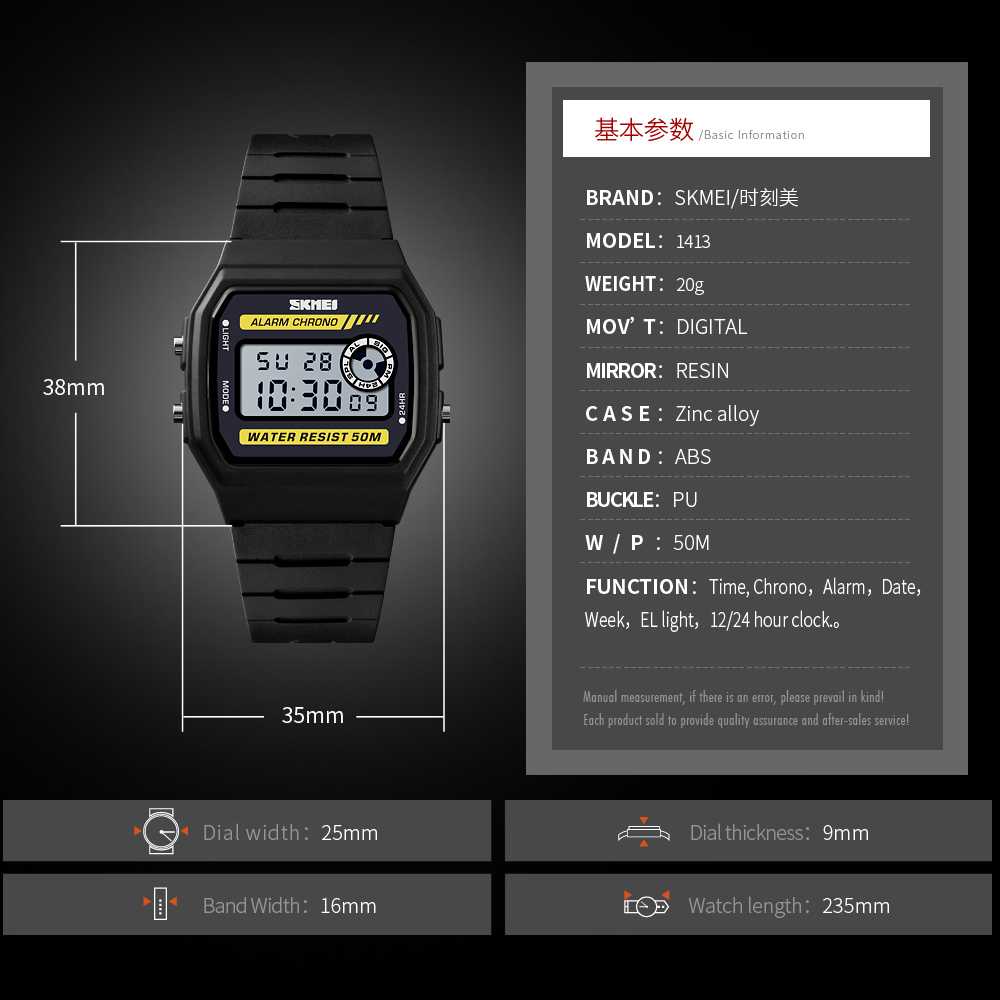 基本参数 /Basic Information
BRAND: SKMEI/时刻美
MODEL: 1413
WEIGHT: 20g
MOV’ T: DIGITAL
MIRROR: RESIN
CASE: Zinc alloy
BAND: ABS
BUCKLE: PU
W / P : 50M
FUNCTION: Time, Chrono, Alarm, Date,
Week, EL light, 12/24 hour clock.。
Manual measurement, if there is an error, please prevail in kind!
Each product sold to provide quality assurance and after-sales service!
SKMEI
ALARM CHRONO
LIGHT
MODE
24HR
AL SIG PM 24H
SU 28
10:30 09
WATER RESIST 50M
38mm
35mm
Dial width: 25mm
Dial thickness: 9mm
Band Width: 16mm
Watch length: 235mm